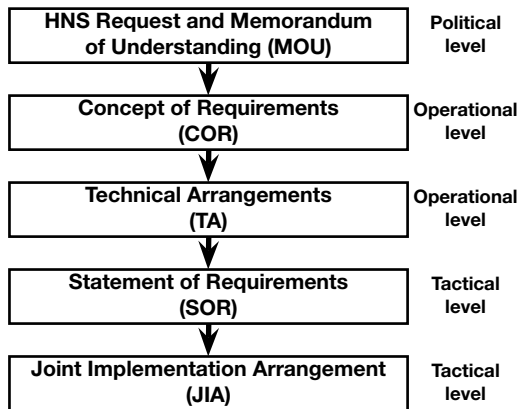 HNS Request and Memorandum
of Understanding (MOU)
Political
level
Concept of Requirements
(COR)
Operational
level
Technical Arrangements
(TA)
Operational
level
Statement of Requirements
(SOR)
Tactical
level
Joint Implementation Arrangement
(JIA)
Tactical
level